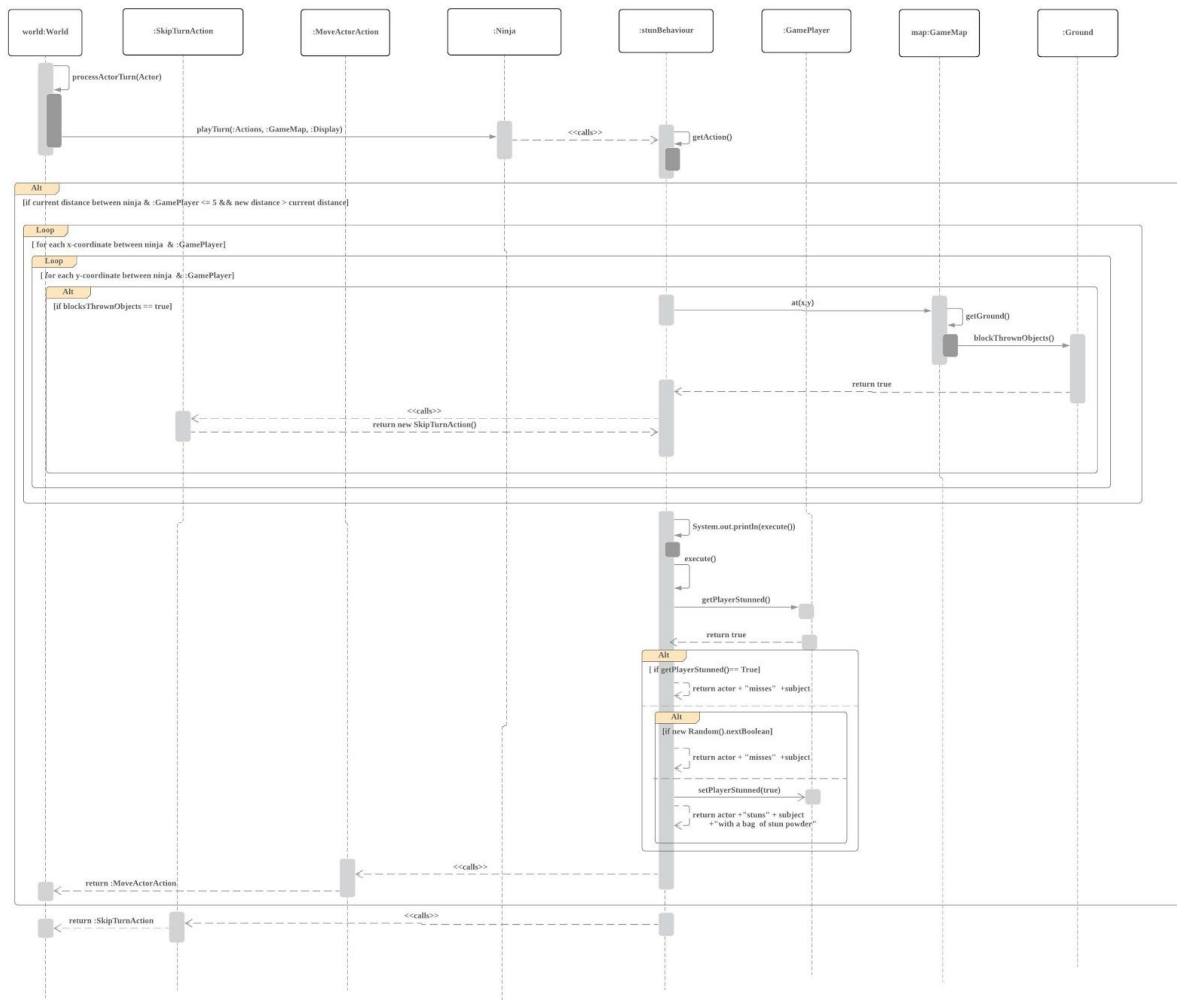 world:World
:SkipTurnAction
:MoveActorAction
:Ninja
:stunBehaviour
:GamePlayer
map:GameMap
:Ground
processActorTurn(Actor)
playTurn(:Actions, :GameMap, :Display)
<<calls>>
getAction()
Alt
[if current distance between ninja & :GamePlayer <= 5 && new distance > current distance]
Loop
[ for each x-coordinate between ninja & :GamePlayer]
Loop
[ for each y-coordinate between ninja & :GamePlayer]
Alt
[if blocksThrownObjects == true]
at(x,y)
getGround()
blockThrownObjects()
return true
<<calls>>
return new SkipTurnAction()
System.out.println(execute())
execute()
getPlayerStunned()
return true
Alt
[ if getPlayerStunned()== True]
return actor + "misses" +subject
Alt
[if new Random().nextBoolean]
return actor + "misses" +subject
setPlayerStunned(true)
return actor +"stuns" + subject
+"with a bag of stun powder"
<<calls>>
return :MoveActorAction
<<calls>>
return :SkipTurnAction